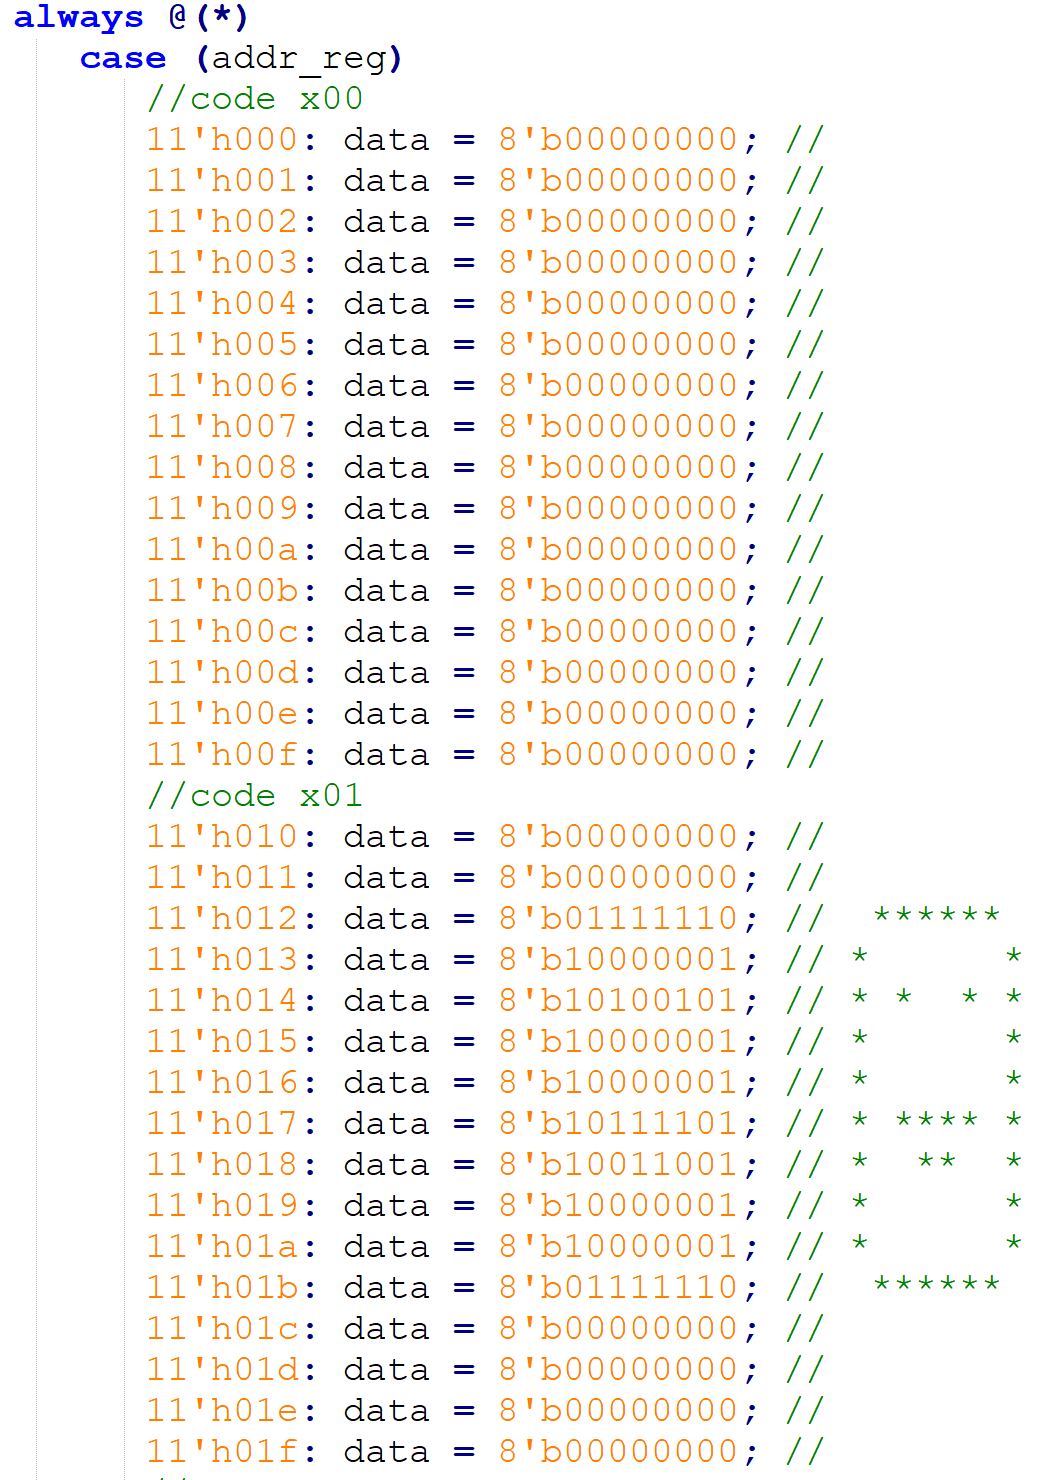 always @(*)
   case (addr_reg)
      //code x00
      11'h000: data = 8'b00000000; //
      11'h001: data = 8'b00000000; //
      11'h002: data = 8'b00000000; //
      11'h003: data = 8'b00000000; //
      11'h004: data = 8'b00000000; //
      11'h005: data = 8'b00000000; //
      11'h006: data = 8'b00000000; //
      11'h007: data = 8'b00000000; //
      11'h008: data = 8'b00000000; //
      11'h009: data = 8'b00000000; //
      11'h00a: data = 8'b00000000; //
      11'h00b: data = 8'b00000000; //
      11'h00c: data = 8'b00000000; //
      11'h00d: data = 8'b00000000; //
      11'h00e: data = 8'b00000000; //
      11'h00f: data = 8'b00000000; //
      //code x01
      11'h010: data = 8'b00000000; //
      11'h011: data = 8'b00000000; //
      11'h012: data = 8'b01111110; //  ******
      11'h013: data = 8'b10000001; // *      *
      11'h014: data = 8'b10100101; // * *  * *
      11'h015: data = 8'b10000001; // *      *
      11'h016: data = 8'b10000001; // *      *
      11'h017: data = 8'b10111101; // * **** *
      11'h018: data = 8'b10011001; // *  **  *
      11'h019: data = 8'b10000001; // *      *
      11'h01a: data = 8'b10000001; // *      *
      11'h01b: data = 8'b01111110; //  ******
      11'h01c: data = 8'b00000000; //
      11'h01d: data = 8'b00000000; //
      11'h01e: data = 8'b00000000; //
      11'h01f: data = 8'b00000000; //